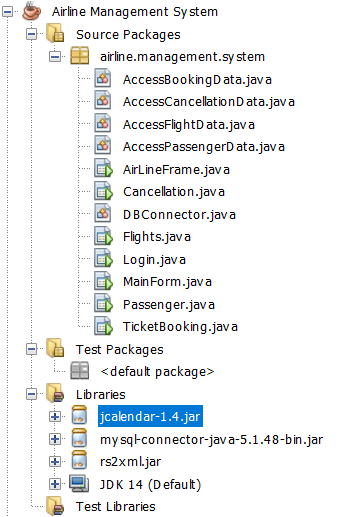 Airline Management System
Source Packages
airline.management.system
AccessBookingData.java
AccessCancellationData.java
AccessFlightData.java
AccessPassengerData.java
AirLineFrame.java
Cancellation.java
DBConnector.java
Flights.java
Login.java
MainForm.java
Passenger.java
TicketBooking.java
Test Packages
<default package>
Libraries
jcalendar-1.4.jar
mysql-connector-java-5.1.48-bin.jar
rs2xml.jar
JDK 14 (Default)
Test Libraries